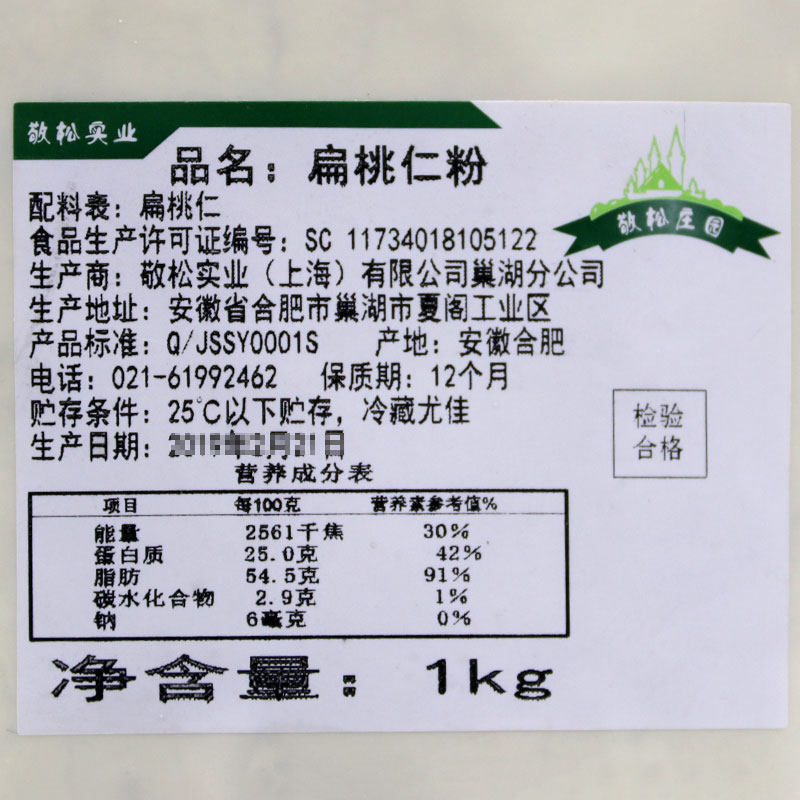 敬松实业
品名：扁桃仁粉
敬松庄园
配料表：扁桃仁
食品生产许可证编号：SC 11734018105122
生产商：敬松实业（上海）有限公司巢湖分公司
生产地址：安徽省合肥市巢湖市夏阁工业区
产品标准：Q/JSSY0001S 产地：安徽合肥
电话：021-61992462 保质期：12个月
贮存条件：25℃以下贮存，冷藏尤佳
生产日期：
检验
合格
营养成分表
项目 每100克 营养素参考值%
能量 2561千焦 30%
蛋白质 25.0克 42%
脂肪 54.5克 91%
碳水化合物 2.9克 1%
钠 6毫克 0%
净含量：1kg